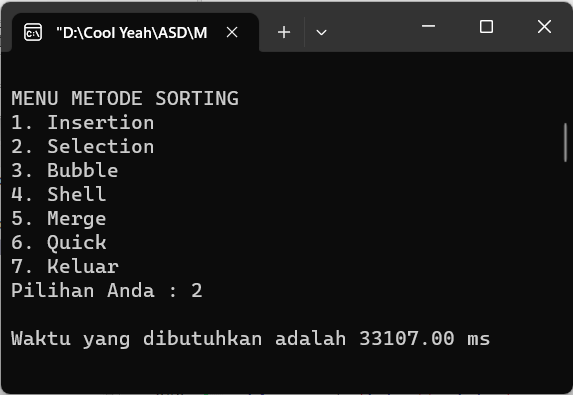 "D:\Cool Yeah\ASD\M
MENU METODE SORTING
1. Insertion
2. Selection
3. Bubble
4. Shell
5. Merge
6. Quick
7. Keluar
Pilihan Anda : 2
Waktu yang dibutuhkan adalah 33107.00 ms